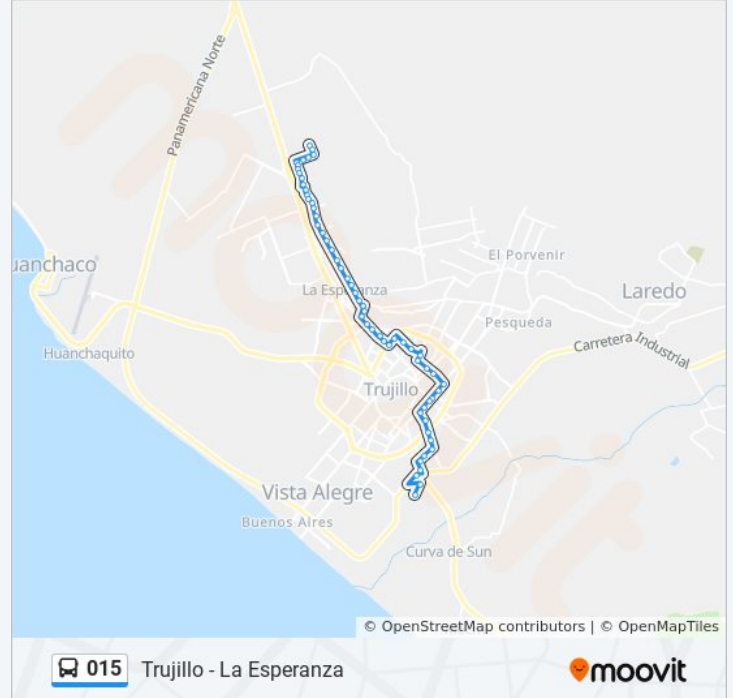 Panamericana Norte
uanchaco
El Porvenir
La Esperanza
Laredo
Pesqueda
Carretera Industrial
Huanchaquito
Trujillo
Vista Alegre
Buenos Aires
Curva de Sun
© OpenStreetMap contributors | © OpenMapTiles
015 Trujillo - La Esperanza
moovit